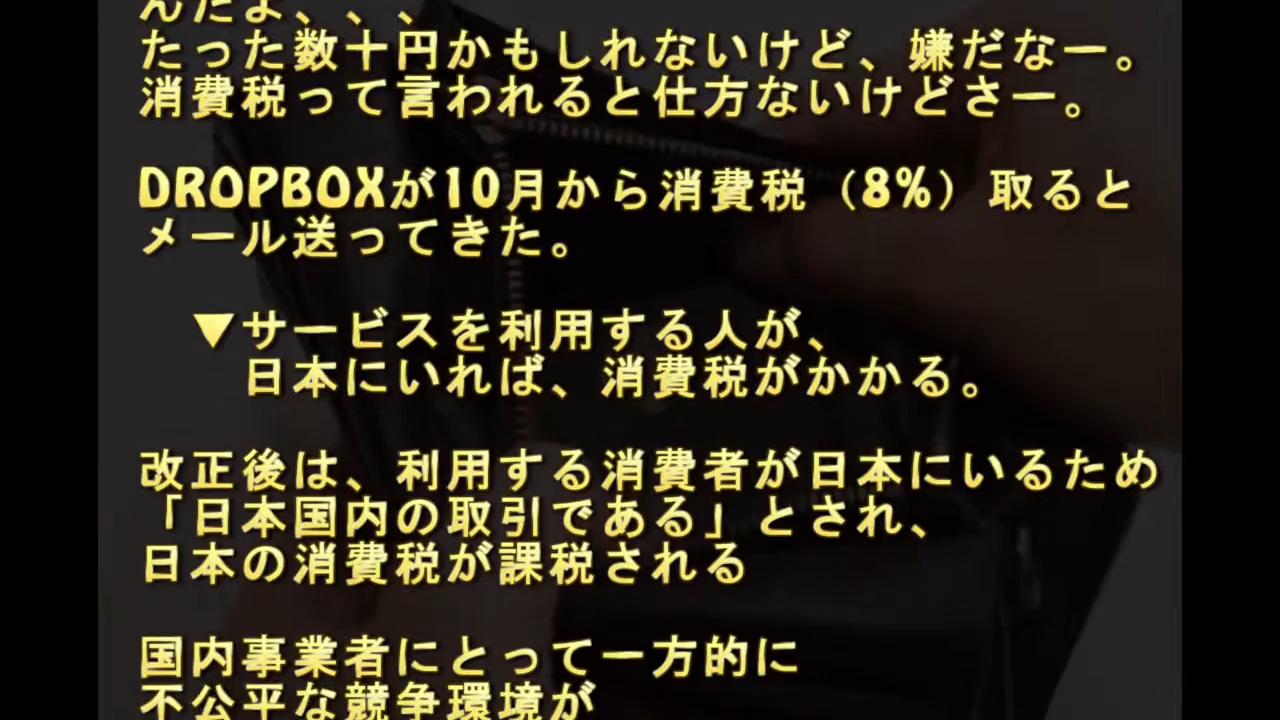 んだよ、、、
たった数十円かもしれないけど、嫌だなー。
消費税って言われると仕方ないけどさー。
DROPBOXが10月から消費税（8%）取ると
メール送ってきた。
▼サービスを利用する人が、
日本にいれば、消費税がかかる。
改正後は、利用する消費者が日本にいるため
「日本国内の取引である」とされ、
日本の消費税が課税される
国内事業者にとって一方的に
不公平な競争環境が